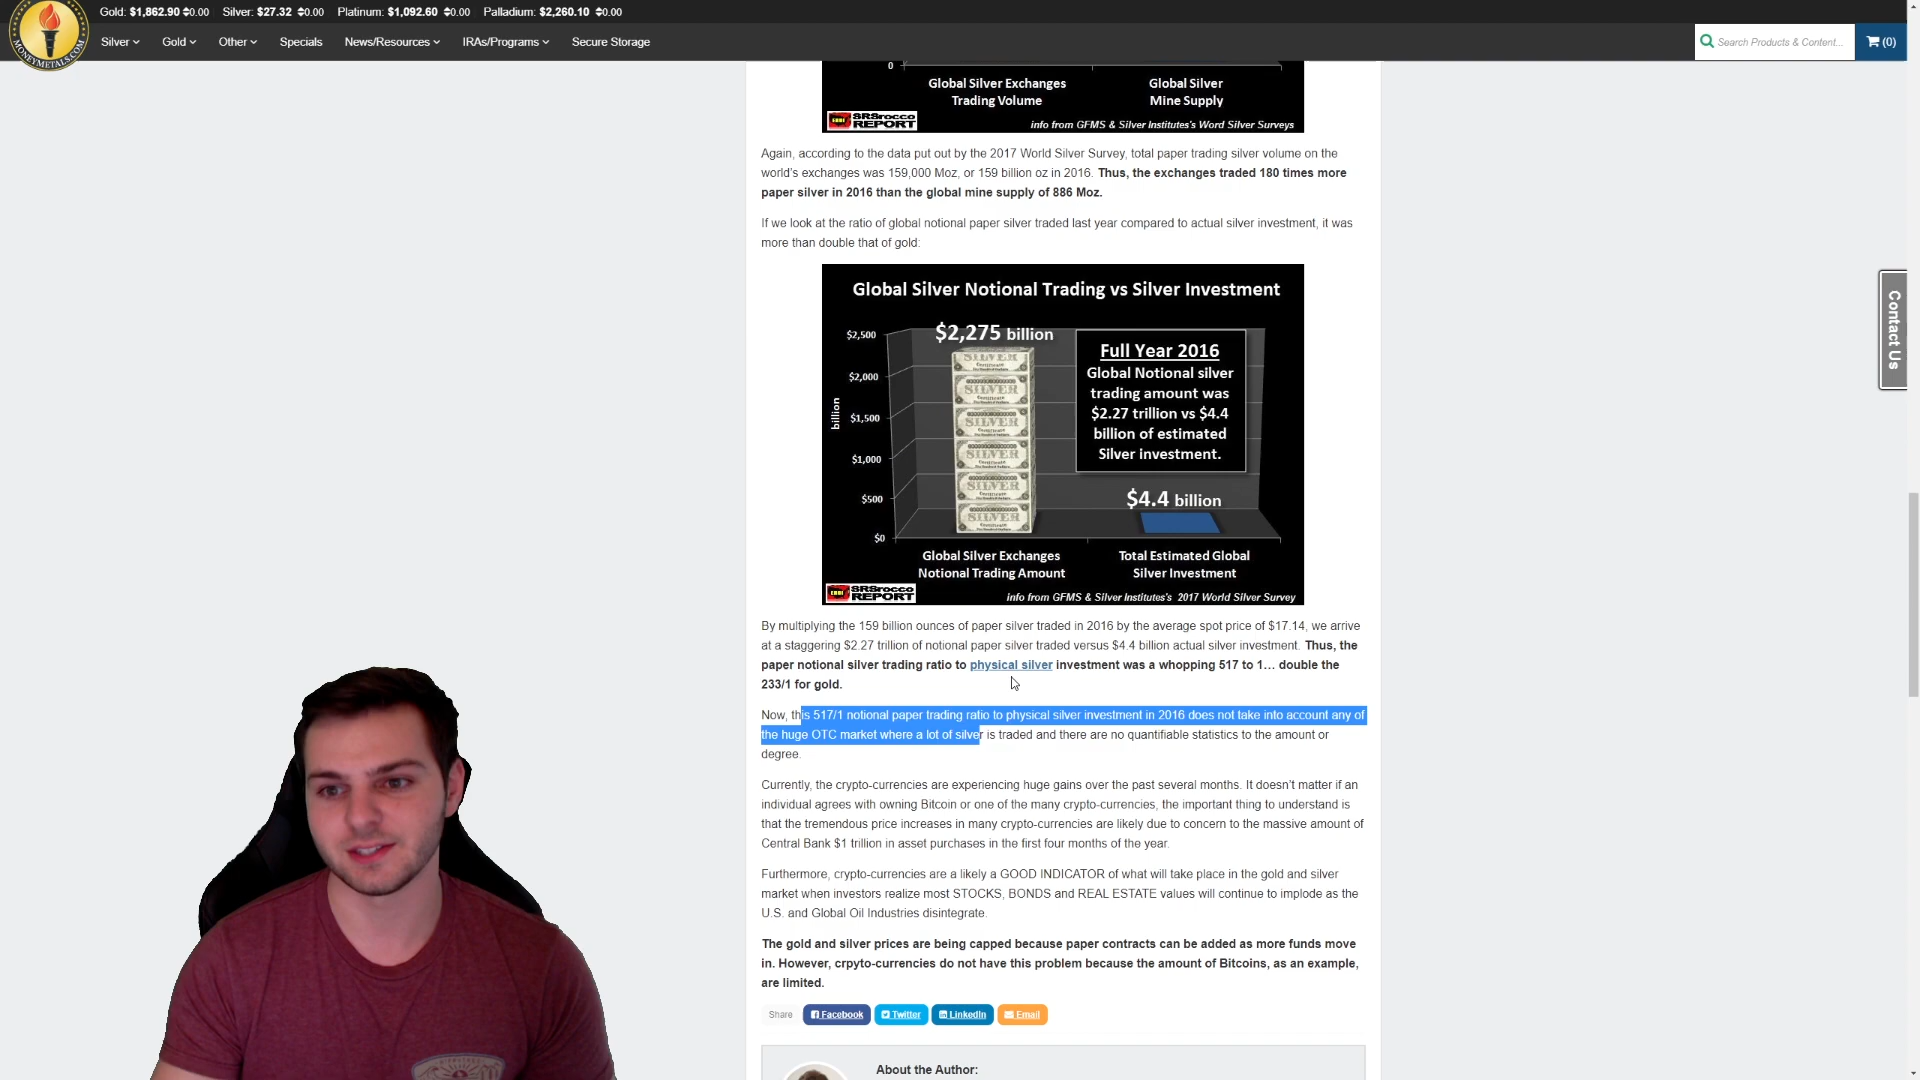 Gold: $1,862.90 ≑0.00 Silver: $27.32 ≑0.00 Platinum: $1,092.60 ≑0.00 Palladium: $2,260.10 ≑0.00
MONEYMETALS.COM
Silver Gold Other Specials News/Resources IRAs/Programs Secure Storage
Search Products & Content...
(0)
0
Global Silver Exchanges
Trading Volume
Global Silver
Mine Supply
SRSrocco
REPORT
info from GFMS & Silver Institutes's Word Silver Surveys
Again, according to the data put out by the 2017 World Silver Survey, total paper trading silver volume on the
world's exchanges was 159,000 Moz, or 159 billion oz in 2016. Thus, the exchanges traded 180 times more
paper silver in 2016 than the global mine supply of 886 Moz.
If we look at the ratio of global notional paper silver traded last year compared to actual silver investment, it was
more than double that of gold:
Global Silver Notional Trading vs Silver Investment
billion
$2,500
$2,000
$1,500
$1,000
$500
$0
$2,275 billion
SILVER
SILVER
SILVER
SILVER
SILVER
SILVER
Full Year 2016
Global Notional silver
trading amount was
$2.27 trillion vs $4.4
billion of estimated
Silver investment.
$4.4 billion
Global Silver Exchanges
Notional Trading Amount
Total Estimated Global
Silver Investment
SRSrocco
REPORT
info from GFMS & Silver Institutes's 2017 World Silver Survey
By multiplying the 159 billion ounces of paper silver traded in 2016 by the average spot price of $17.14, we arrive
at a staggering $2.27 trillion of notional paper silver traded versus $4.4 billion actual silver investment. Thus, the
paper notional silver trading ratio to physical silver investment was a whopping 517 to 1… double the
233/1 for gold.
Now, this 517/1 notional paper trading ratio to physical silver investment in 2016 does not take into account any of
the huge OTC market where a lot of silver is traded and there are no quantifiable statistics to the amount or
degree.
Currently, the crypto-currencies are experiencing huge gains over the past several months. It doesn't matter if an
individual agrees with owning Bitcoin or one of the many crypto-currencies, the important thing to understand is
that the tremendous price increases in many crypto-currencies are likely due to concern to the massive amount of
Central Bank $1 trillion in asset purchases in the first four months of the year.
Furthermore, crypto-currencies are a likely a GOOD INDICATOR of what will take place in the gold and silver
market when investors realize most STOCKS, BONDS and REAL ESTATE values will continue to implode as the
U.S. and Global Oil Industries disintegrate.
The gold and silver prices are being capped because paper contracts can be added as more funds move
in. However, crpyto-currencies do not have this problem because the amount of Bitcoins, as an example,
are limited.
Share Facebook Twitter LinkedIn Email
About the Author:
Contact Us